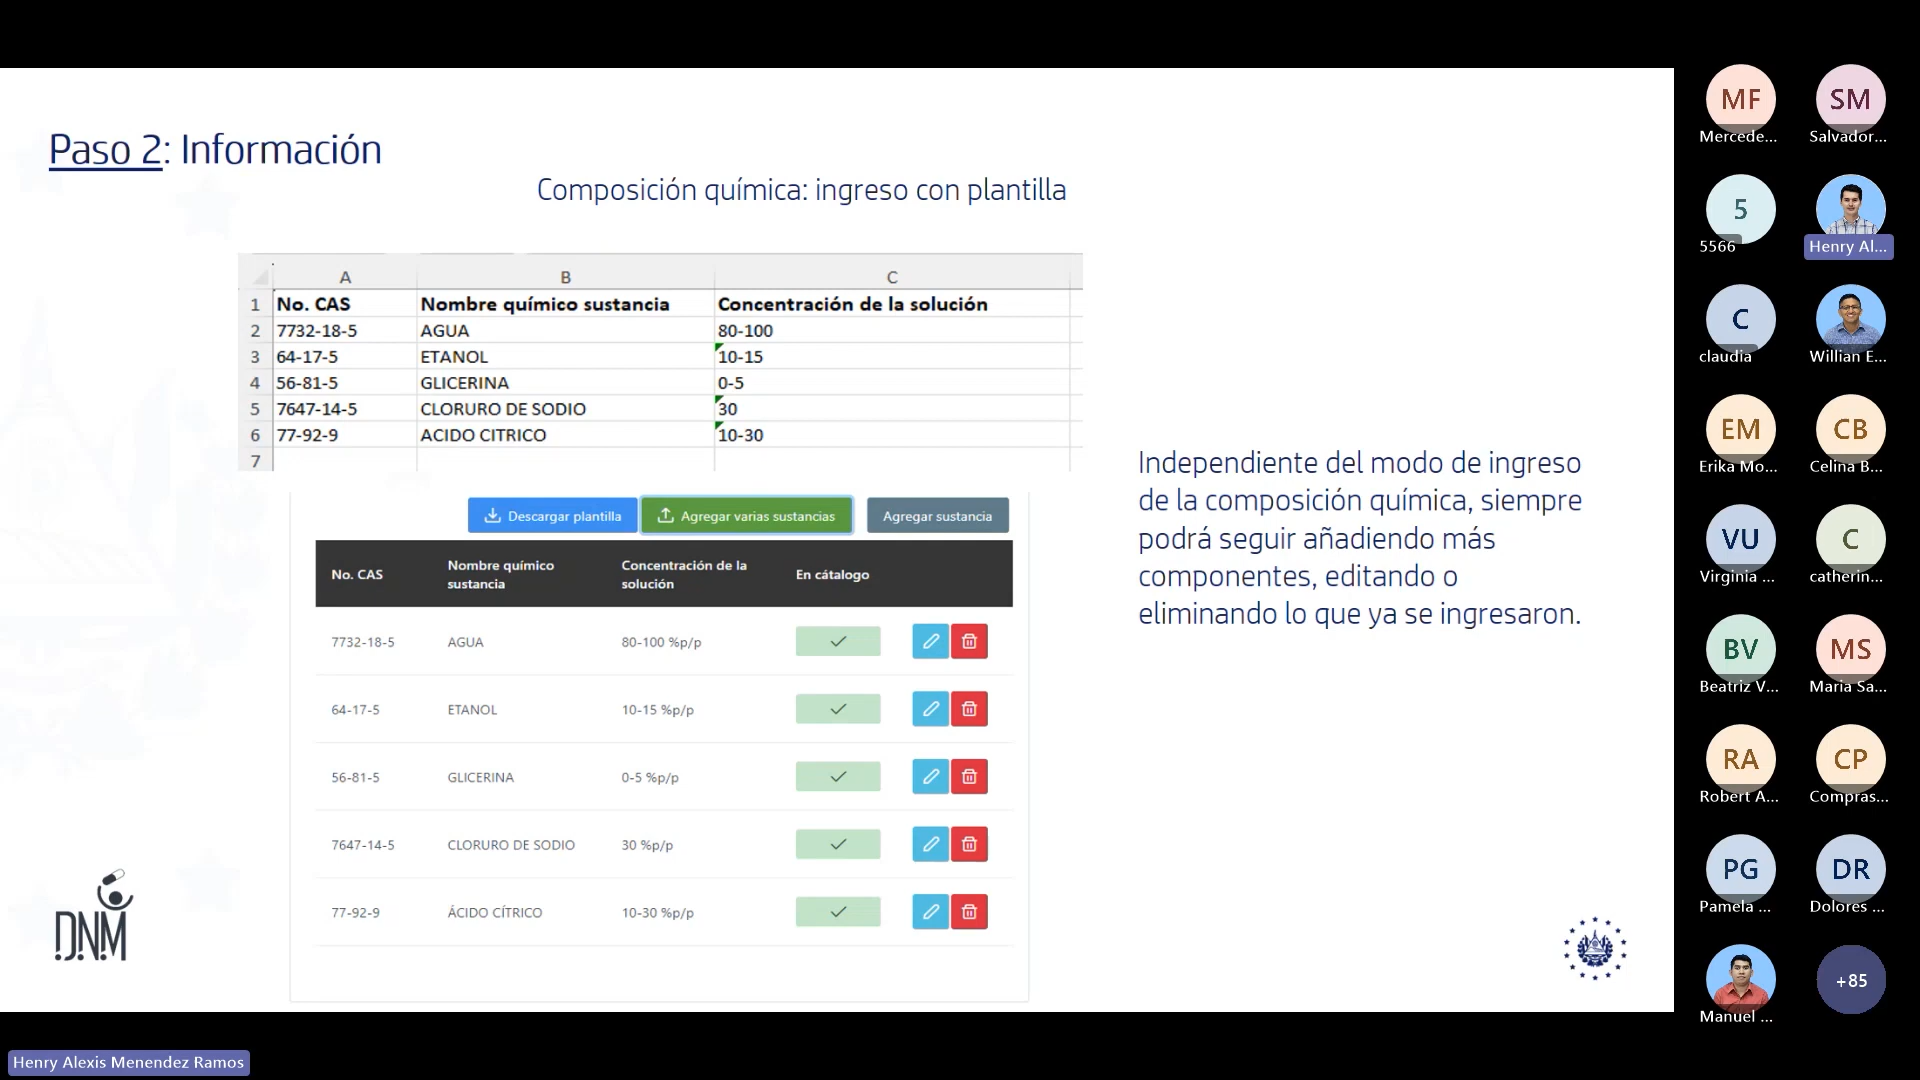 Paso 2: Información
Composición química: ingreso con plantilla
A B C
1 No. CAS Nombre químico sustancia Concentración de la solución
2 7732-18-5 AGUA 80-100
3 64-17-5 ETANOL 10-15
4 56-81-5 GLICERINA 0-5
5 7647-14-5 CLORURO DE SODIO 30
6 77-92-9 ACIDO CITRICO 10-30
7
Descargar plantilla Agregar varias sustancias Agregar sustancia
No. CAS Nombre químico sustancia Concentración de la solución En cátalogo
7732-18-5 AGUA 80-100 %p/p
64-17-5 ETANOL 10-15 %p/p
56-81-5 GLICERINA 0-5 %p/p
7647-14-5 CLORURO DE SODIO 30 %p/p
77-92-9 ÁCIDO CÍTRICO 10-30 %p/p
Independiente del modo de ingreso
de la composición química, siempre
podrá seguir añadiendo más
componentes, editando o
eliminando lo que ya se ingresaron.
DNM
MF SM
Mercede... Salvador...
5
5566 Henry Al...
C
claudia Willian E...
EM CB
Erika Mo... Celina B...
VU C
Virginia ... catherin...
BV MS
Beatriz V... Maria Sa...
RA CP
Robert A... Compras...
PG DR
Pamela ... Dolores ...
+85
Manuel ...
Henry Alexis Menendez Ramos